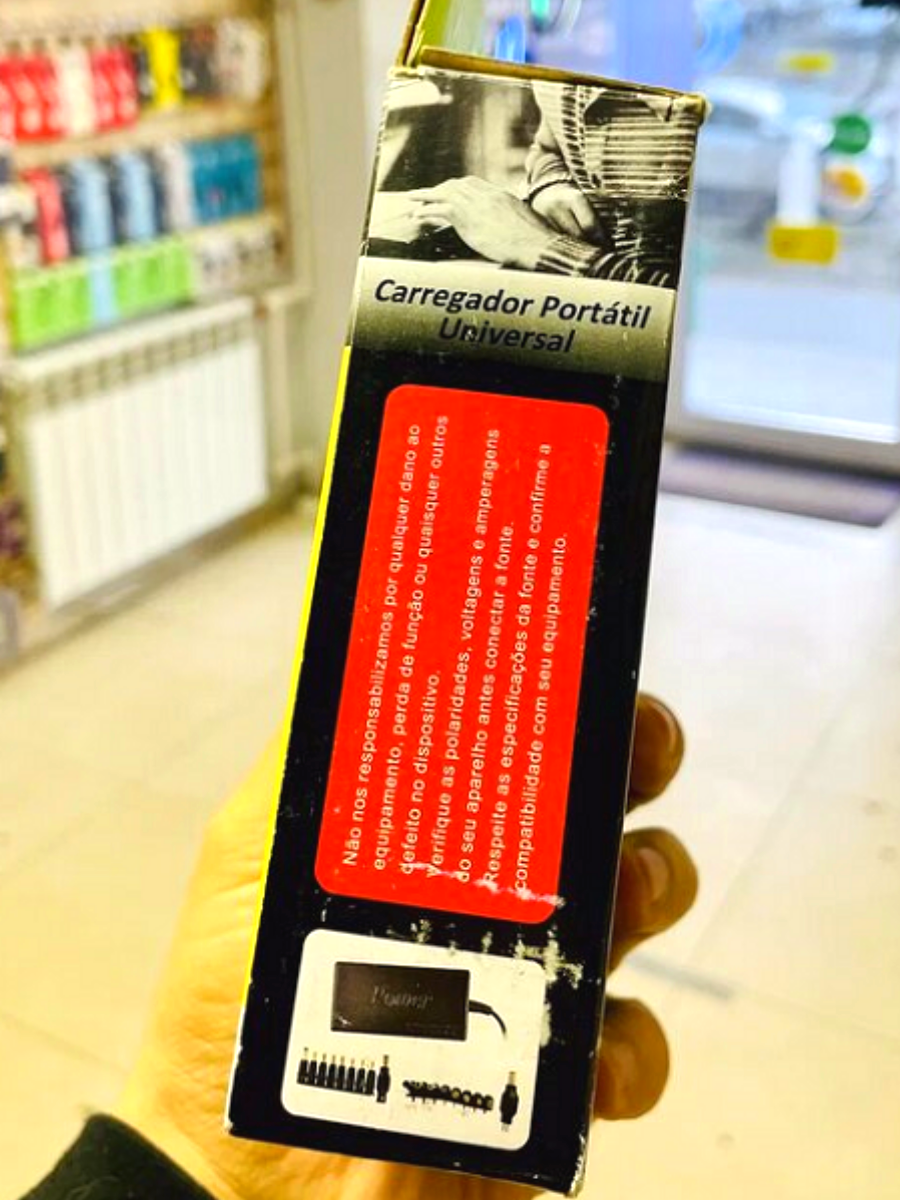 Carregador Portátil
Universal
Não nos responsabilizamos por qualquer dano ao
equipamento, perda de função ou quaisquer outros
defeito no dispositivo.
Verifique as polaridades, voltagens e amperagens
do seu aparelho antes conectar a fonte.
Respeite as especificações da fonte e confirme a
compatibilidade com seu equipamento.
Power